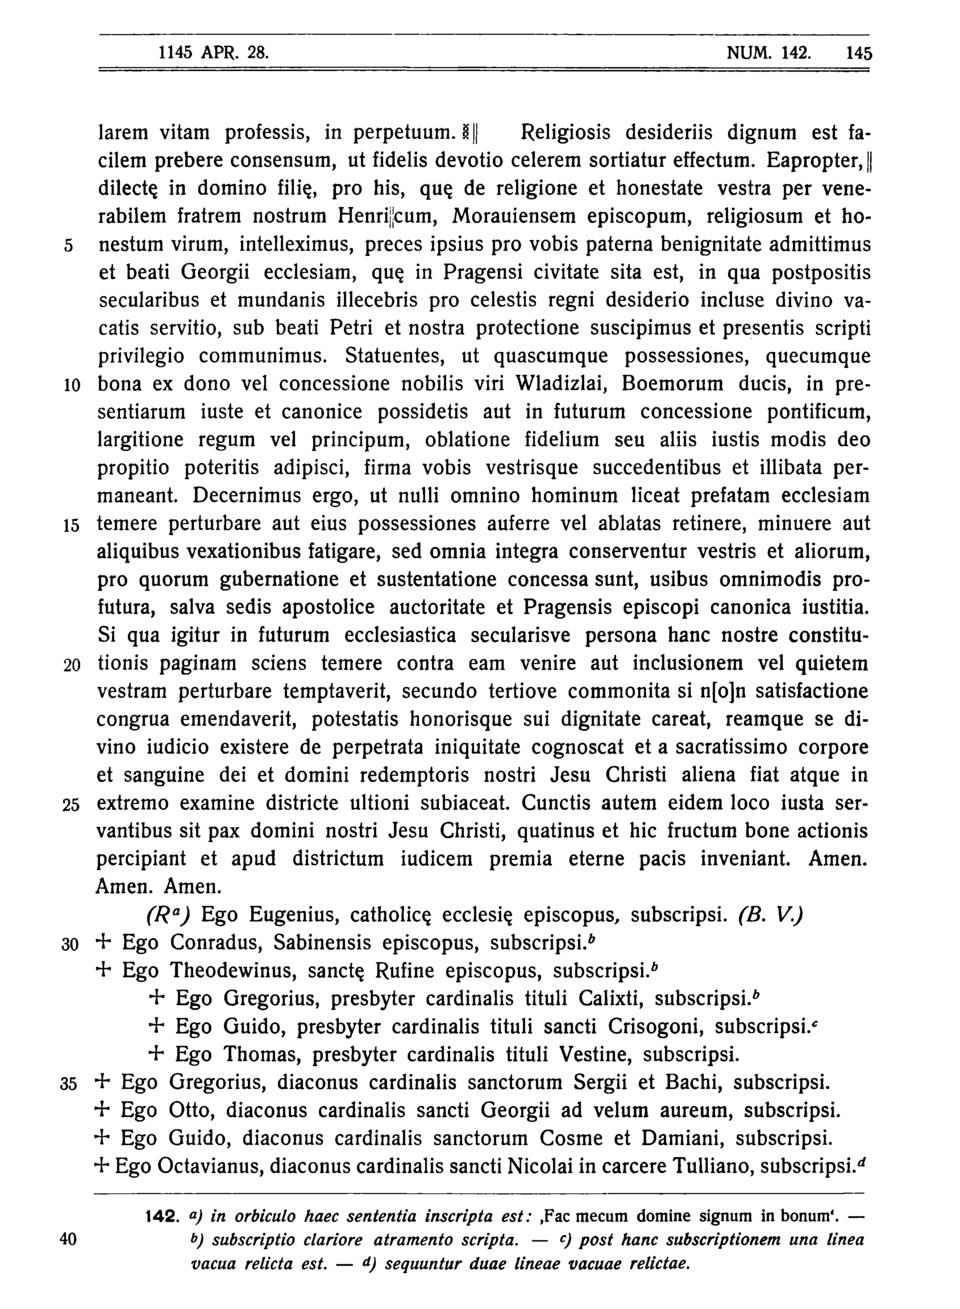 1145 APR. 28. NUM. 142. 145
larem vitam professis, in perpetuum. ※|| Religiosis desideriis dignum est fa-
cilem prebere consensum, ut fidelis devotio celerem sortiatur effectum. Eapropter,||
dilectę in domino filię, pro his, quę de religione et honestate vestra per vene-
rabilem fratrem nostrum Henri||cum, Morauiensem episcopum, religiosum et ho-
5 nestum virum, intelleximus, preces ipsius pro vobis paterna benignitate admittimus
et beati Georgii ecclesiam, quę in Pragensi civitate sita est, in qua postpositis
secularibus et mundanis illecebris pro celestis regni desiderio incluse divino va-
catis servitio, sub beati Petri et nostra protectione suscipimus et presentis scripti
privilegio communimus. Statuentes, ut quascumque possessiones, quecumque
10 bona ex dono vel concessione nobilis viri Wladizlai, Boemorum ducis, in pre-
sentiarum iuste et canonice possidetis aut in futurum concessione pontificum,
largitione regum vel principum, oblatione fidelium seu aliis iustis modis deo
propitio poteritis adipisci, firma vobis vestrisque succedentibus et illibata per-
maneant. Decernimus ergo, ut nulli omnino hominum liceat prefatam ecclesiam
15 temere perturbare aut eius possessiones auferre vel ablatas retinere, minuere aut
aliquibus vexationibus fatigare, sed omnia integra conserventur vestris et aliorum,
pro quorum gubernatione et sustentatione concessa sunt, usibus omnimodis pro-
futura, salva sedis apostolice auctoritate et Pragensis episcopi canonica iustitia.
Si qua igitur in futurum ecclesiastica secularisve persona hanc nostre constitu-
20 tionis paginam sciens temere contra eam venire aut inclusionem vel quietem
vestram perturbare temptaverit, secundo tertiove commonita si n[o]n satisfactione
congrua emendaverit, potestatis honorisque sui dignitate careat, reamque se di-
vino iudicio existere de perpetrata iniquitate cognoscat et a sacratissimo corpore
et sanguine dei et domini redemptoris nostri Jesu Christi aliena fiat atque in
25 extremo examine districte ultioni subiaceat. Cunctis autem eidem loco iusta ser-
vantibus sit pax domini nostri Jesu Christi, quatinus et hic fructum bone actionis
percipiant et apud districtum iudicem premia eterne pacis inveniant. Amen.
Amen. Amen.
(R a) Ego Eugenius, catholicę ecclesię episcopus, subscripsi. (B. V.)
30 + Ego Conradus, Sabinensis episcopus, subscripsi.b
+ Ego Theodewinus, sanctę Rufine episcopus, subscripsi.b
+ Ego Gregorius, presbyter cardinalis tituli Calixti, subscripsi.b
+ Ego Guido, presbyter cardinalis tituli sancti Crisogoni, subscripsi.c
+ Ego Thomas, presbyter cardinalis tituli Vestine, subscripsi.
35 + Ego Gregorius, diaconus cardinalis sanctorum Sergii et Bachi, subscripsi.
+ Ego Otto, diaconus cardinalis sancti Georgii ad velum aureum, subscripsi.
+ Ego Guido, diaconus cardinalis sanctorum Cosme et Damiani, subscripsi.
+ Ego Octavianus, diaconus cardinalis sancti Nicolai in carcere Tulliano, subscripsi.d
142. a) in orbiculo haec sententia inscripta est: ‚Fac mecum domine signum in bonum‘. —
40 b) subscriptio clariore atramento scripta. — c) post hanc subscriptionem una linea
vacua relicta est. — d) sequuntur duae lineae vacuae relictae.